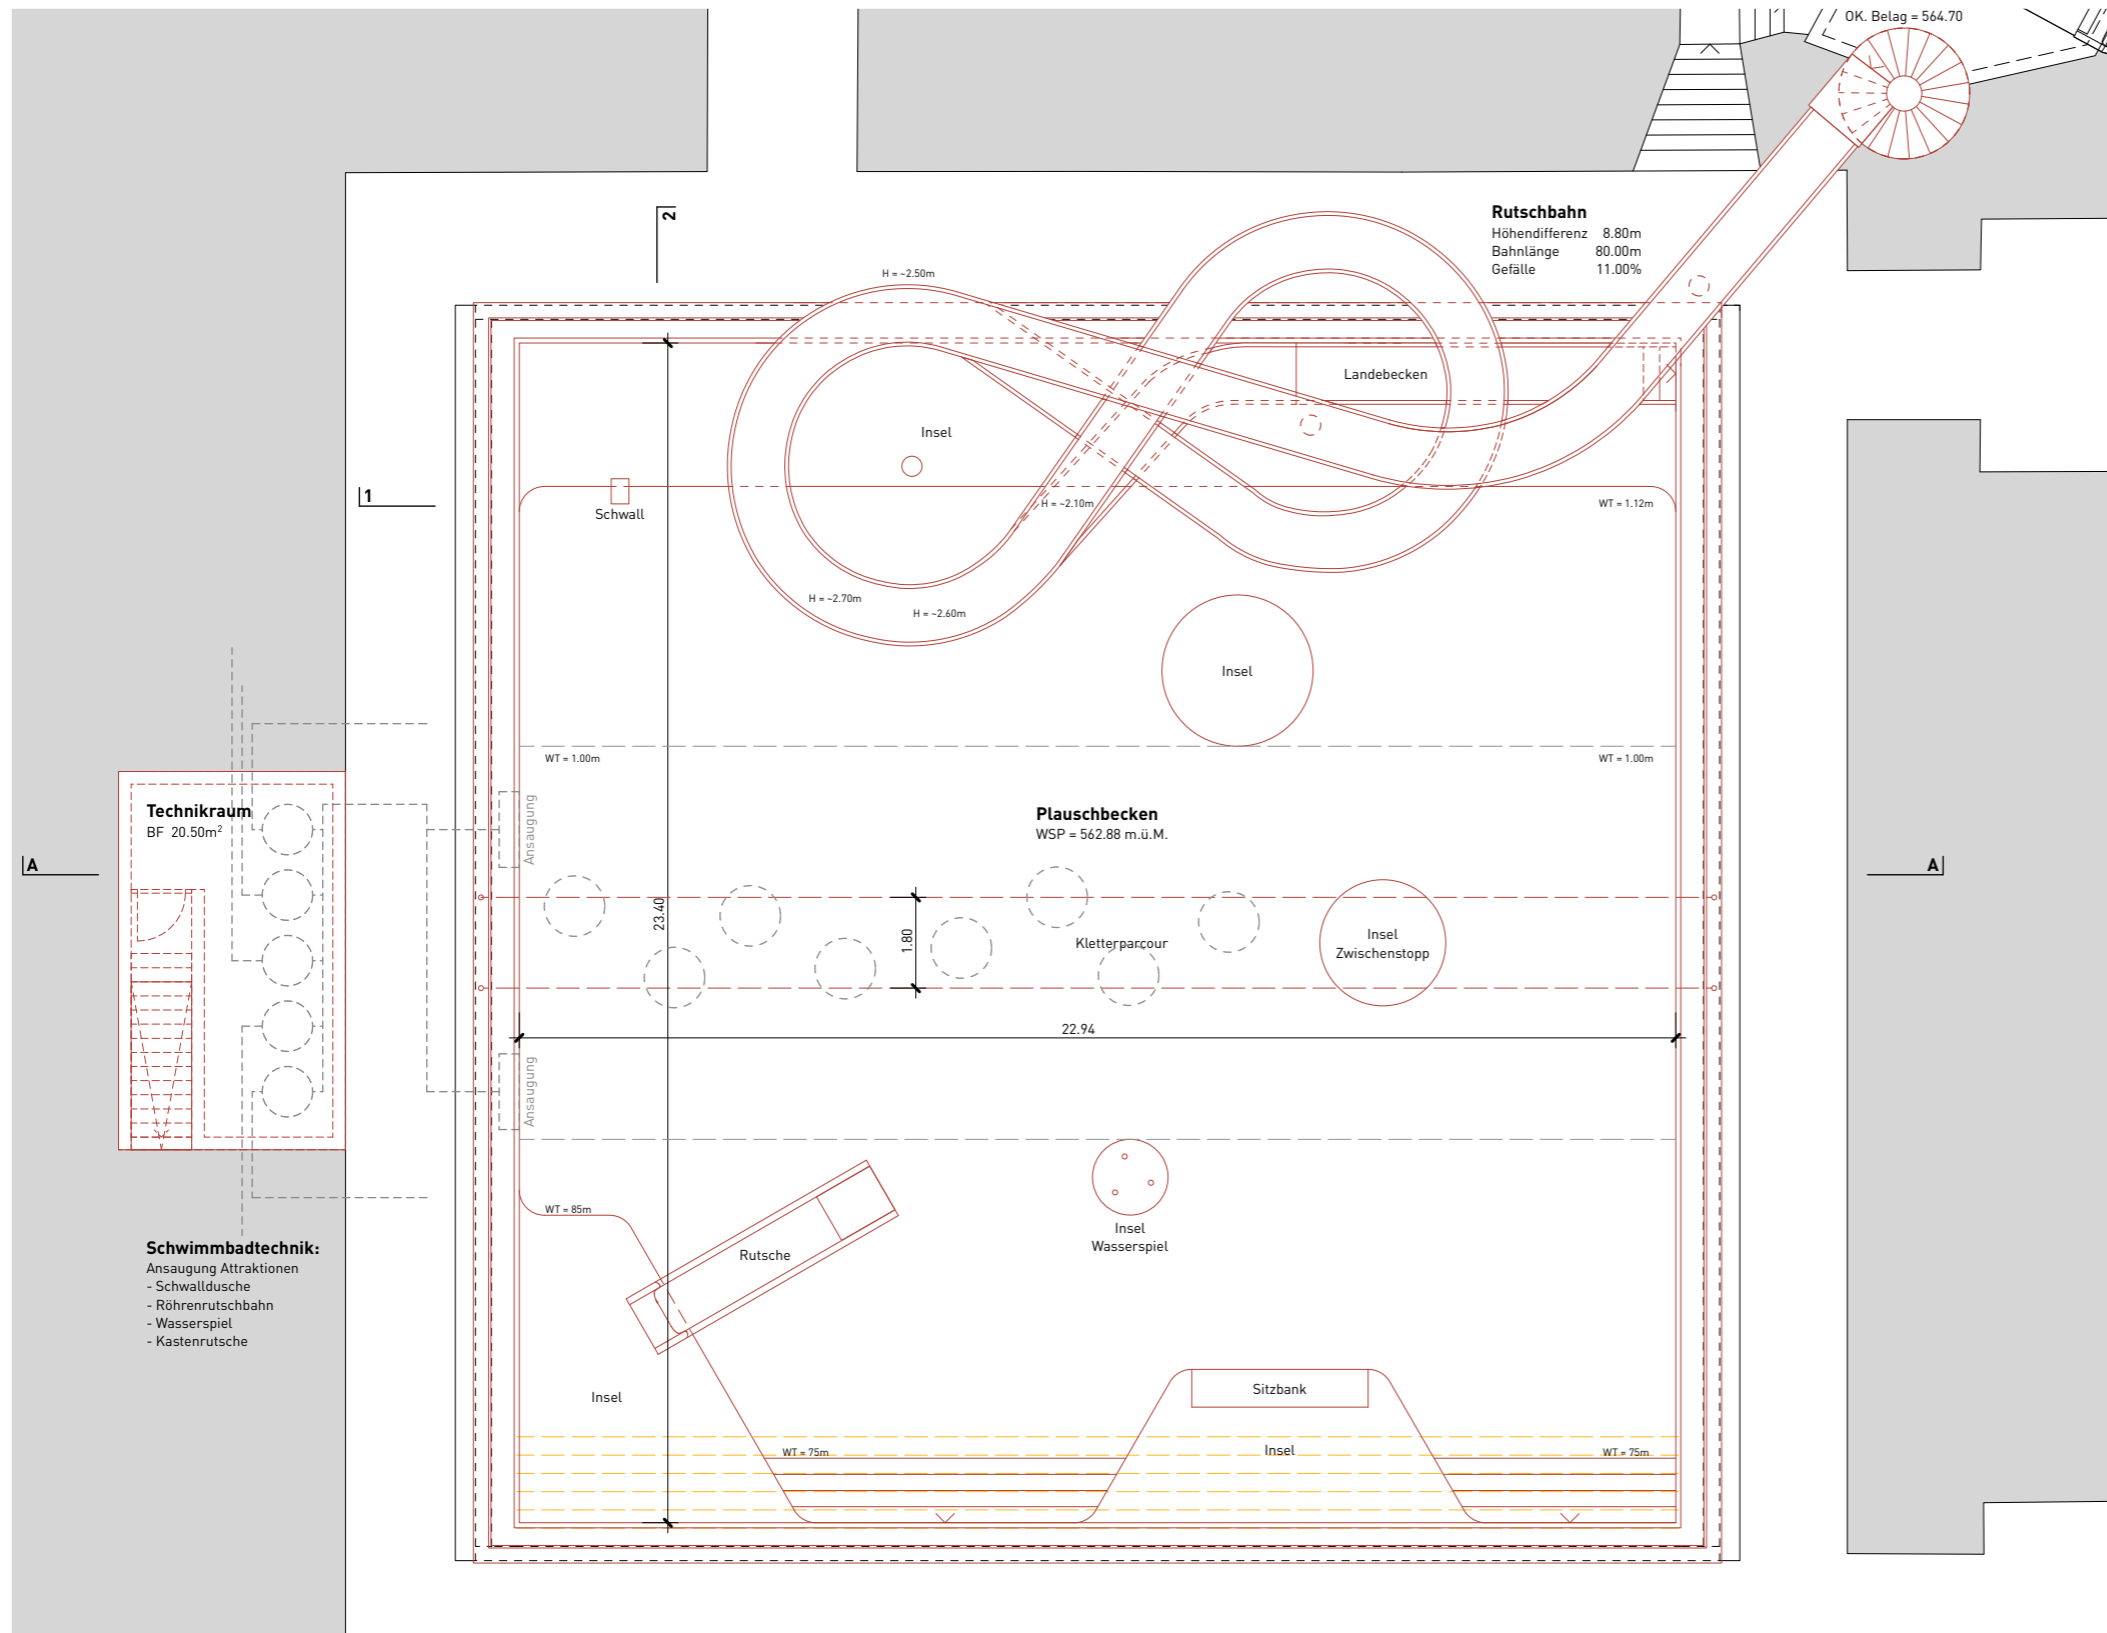 OK. Belag = 564.70
2
Rutschbahn
Höhendifferenz 8.80m
Bahnlänge 80.00m
Gefälle 11.00%
H = ~2.50m
Landebecken
Insel
1
Schwall
H = ~2.10m
WT = 1.12m
H = ~2.70m
H = ~2.60m
Insel
WT = 1.00m
WT = 1.00m
Technikraum
BF 20.50m²
Ansaugung
Plauschbecken
WSP = 562.88 m.ü.M.
A
A
23.40
1.80
Kletterparcour
Insel
Zwischenstopp
22.94
Ansaugung
WT = 85m
Insel
Wasserspiel
Rutsche
Schwimmbadtechnik:
Ansaugung Attraktionen
- Schwalldusche
- Röhrenrutschbahn
- Wasserspiel
- Kastenrutsche
Insel
Sitzbank
WT = 75m
Insel
WT = 75m